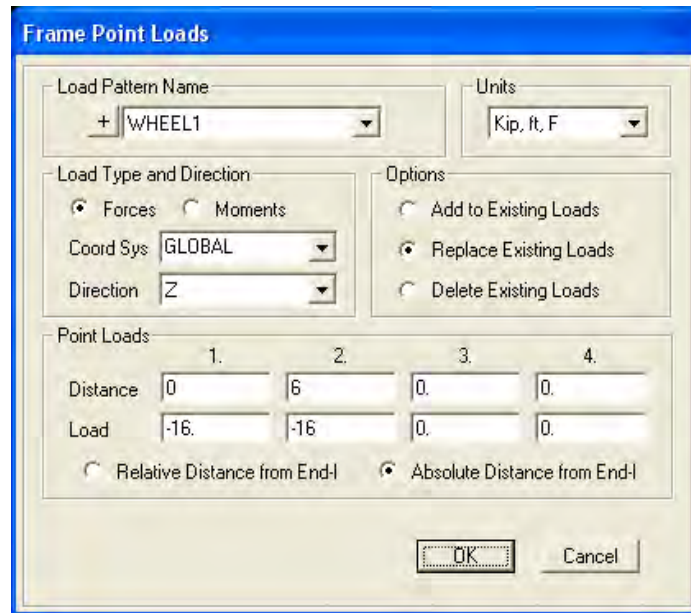 Frame Point Loads
Load Pattern Name
+ WHEEL1
Units
Kip, ft, F
Load Type and Direction
Forces Moments
Coord Sys GLOBAL
Direction Z
Options
Add to Existing Loads
Replace Existing Loads
Delete Existing Loads
Point Loads
1. 2. 3. 4.
Distance 0 6 0. 0.
Load -16. -16 0. 0.
Relative Distance from End-I Absolute Distance from End-I
OK Cancel